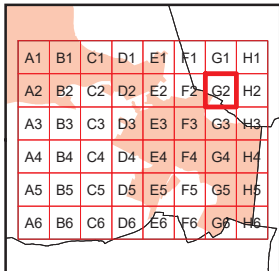 A1 B1 C1 D1 E1 F1 G1 H1
A2 B2 C2 D2 E2 F2 G2 H2
A3 B3 C3 D3 E3 F3 G3 H3
A4 B4 C4 D4 E4 F4 G4 H4
A5 B5 C5 D5 E5 F5 G5 H5
A6 B6 C6 D6 E6 F6 G6 H6